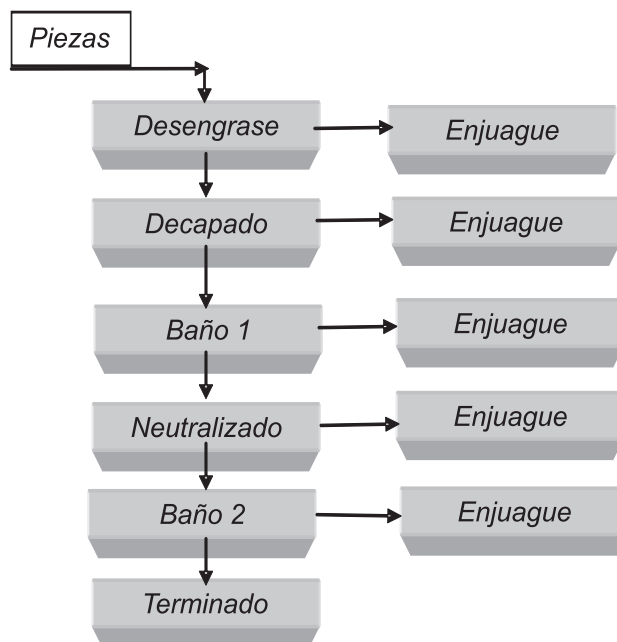 Piezas
Desengrase
Enjuague
Decapado
Enjuague
Baño 1
Enjuague
Neutralizado
Enjuague
Baño 2
Enjuague
Terminado